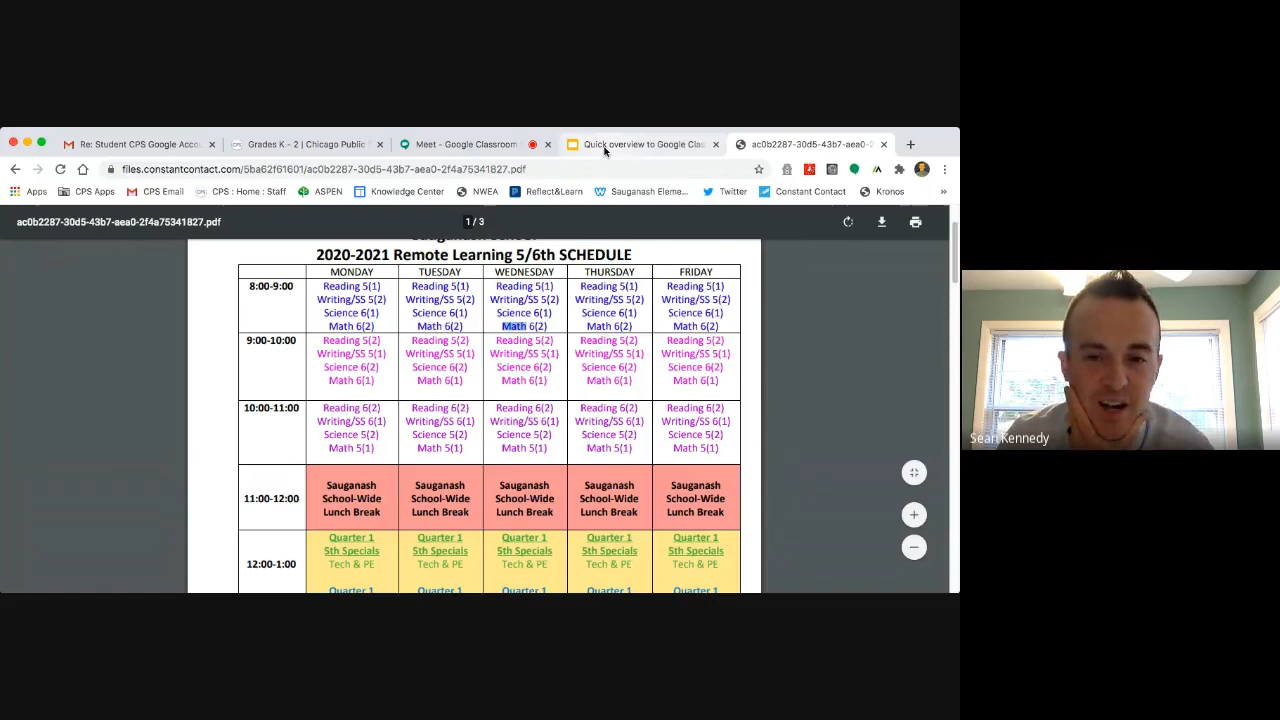 Re: Student CPS Google Accou
Grades K - 2 | Chicago Public
Meet - Google Classroom
Quick overview to Google Clas
ac0b2287-30d5-43b7-aea0-2
files.constantcontact.com/5ba62f61601/ac0b2287-30d5-43b7-aea0-2f4a75341827.pdf
Apps
CPS Apps
CPS Email
CPS : Home : Staff
ASPEN
Knowledge Center
NWEA
Reflect&Learn
Sauganash Eleme...
Twitter
Constant Contact
Kronos
ac0b2287-30d5-43b7-aea0-2f4a75341827.pdf
1 / 3
Sauganash School
2020-2021 Remote Learning 5/6th SCHEDULE
MONDAY TUESDAY WEDNESDAY THURSDAY FRIDAY
8:00-9:00 Reading 5(1) Reading 5(1) Reading 5(1) Reading 5(1) Reading 5(1)
Writing/SS 5(2) Writing/SS 5(2) Writing/SS 5(2) Writing/SS 5(2) Writing/SS 5(2)
Science 6(1) Science 6(1) Science 6(1) Science 6(1) Science 6(1)
Math 6(2) Math 6(2) Math 6(2) Math 6(2) Math 6(2)
9:00-10:00 Reading 5(2) Reading 5(2) Reading 5(2) Reading 5(2) Reading 5(2)
Writing/SS 5(1) Writing/SS 5(1) Writing/SS 5(1) Writing/SS 5(1) Writing/SS 5(1)
Science 6(2) Science 6(2) Science 6(2) Science 6(2) Science 6(2)
Math 6(1) Math 6(1) Math 6(1) Math 6(1) Math 6(1)
10:00-11:00 Reading 6(2) Reading 6(2) Reading 6(2) Reading 6(2) Reading 6(2)
Writing/SS 6(1) Writing/SS 6(1) Writing/SS 6(1) Writing/SS 6(1) Writing/SS 6(1)
Science 5(2) Science 5(2) Science 5(2) Science 5(2) Science 5(2)
Math 5(1) Math 5(1) Math 5(1) Math 5(1) Math 5(1)
Sauganash Sauganash Sauganash Sauganash Sauganash
11:00-12:00 School-Wide School-Wide School-Wide School-Wide School-Wide
Lunch Break Lunch Break Lunch Break Lunch Break Lunch Break
Quarter 1 Quarter 1 Quarter 1 Quarter 1 Quarter 1
5th Specials 5th Specials 5th Specials 5th Specials 5th Specials
12:00-1:00 Tech & PE Tech & PE Tech & PE Tech & PE Tech & PE
Quarter 1 Quarter 1 Quarter 1 Quarter 1 Quarter 1
Sean Kennedy